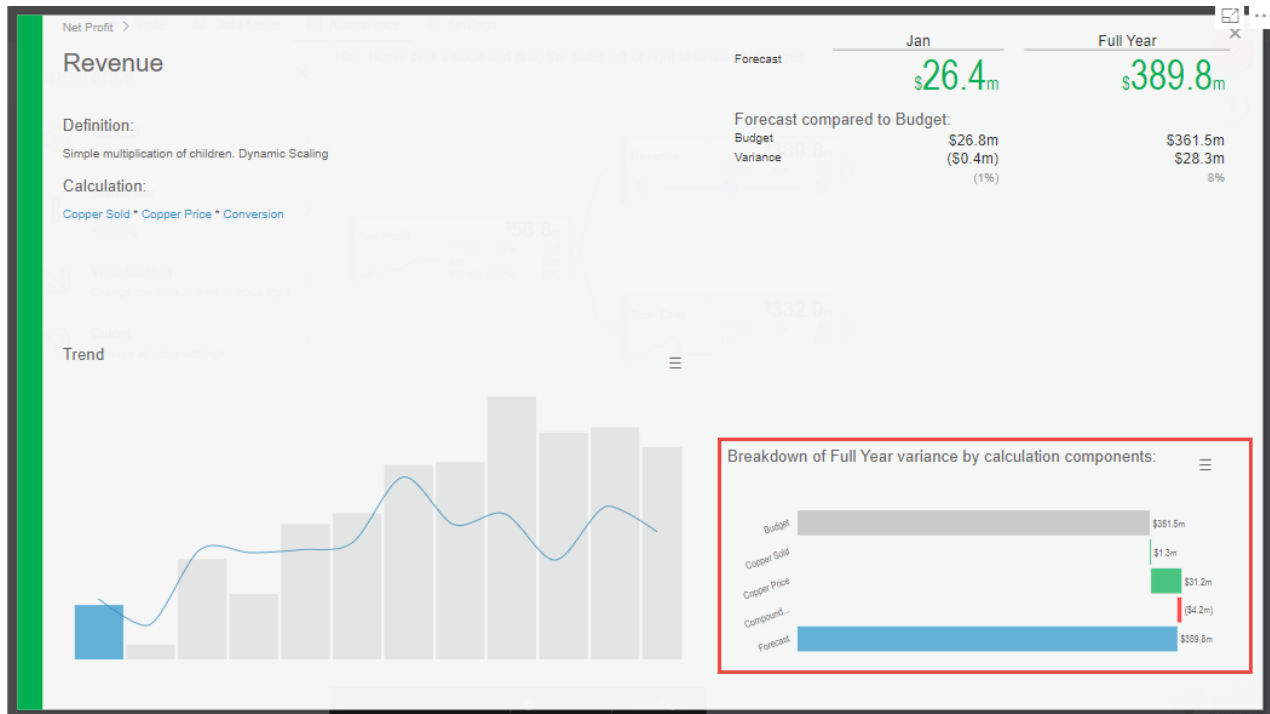 Net Profit >
Revenue
Definition:
Simple multiplication of children. Dynamic Scaling
Calculation:
Copper Sold * Copper Price * Conversion
Jan Full Year
Forecast $26.4m $389.8m
Forecast compared to Budget:
Budget $26.8m $361.5m
Variance ($0.4m) $28.3m
(1%) 8%
Trend
Breakdown of Full Year variance by calculation components:
Budget $361.5m
Copper Sold $1.3m
Copper Price $31.2m
Compound... ($4.2m)
Forecast $389.8m